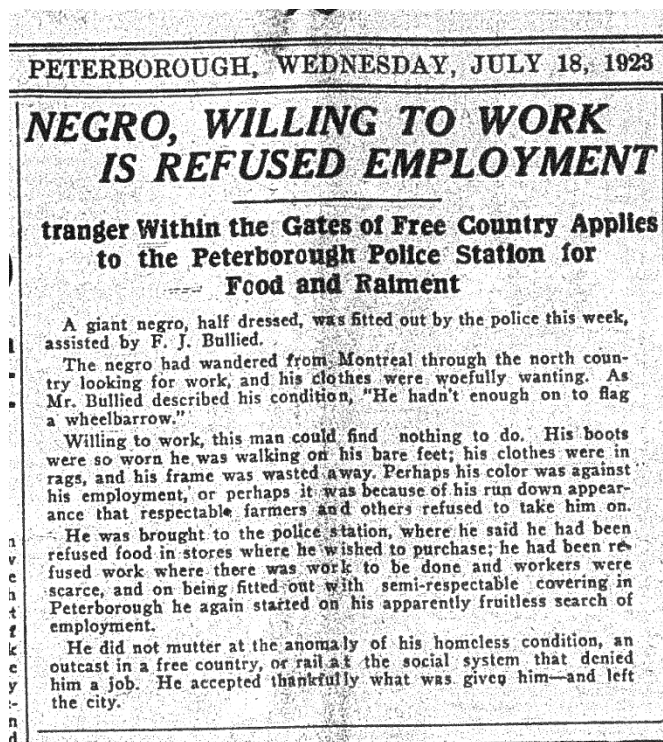 PETERBOROUGH, WEDNESDAY, JULY 18, 1923
NEGRO, WILLING TO WORK
IS REFUSED EMPLOYMENT
tranger Within the Gates of Free Country Applies
to the Peterborough Police Station for
Food and Raiment
A giant negro, half dressed, was fitted out by the police this week,
assisted by F. J. Bullied.
The negro had wandered from Montreal through the north coun-
try looking for work, and his clothes were woefully wanting. As
Mr. Bullied described his condition, "He hadn't enough on to flag
a wheelbarrow."
Willing to work, this man could find nothing to do. His boots
were so worn he was walking on his bare feet; his clothes were in
rags, and his frame was wasted away. Perhaps his color was against
his employment, or perhaps it was because of his run down appear-
ance that respectable farmers and others refused to take him on.
He was brought to the police station, where he said he had been
refused food in stores where he wished to purchase; he had been re-
fused work where there was work to be done and workers were
scarce, and on being fitted out with semi-respectable covering in
Peterborough he again started on his apparently fruitless search of
employment.
He did not mutter at the anomaly of his homeless condition, an
outcast in a free country, or rail at the social system that denied
him a job. He accepted thankfully what was given him—and left
the city.